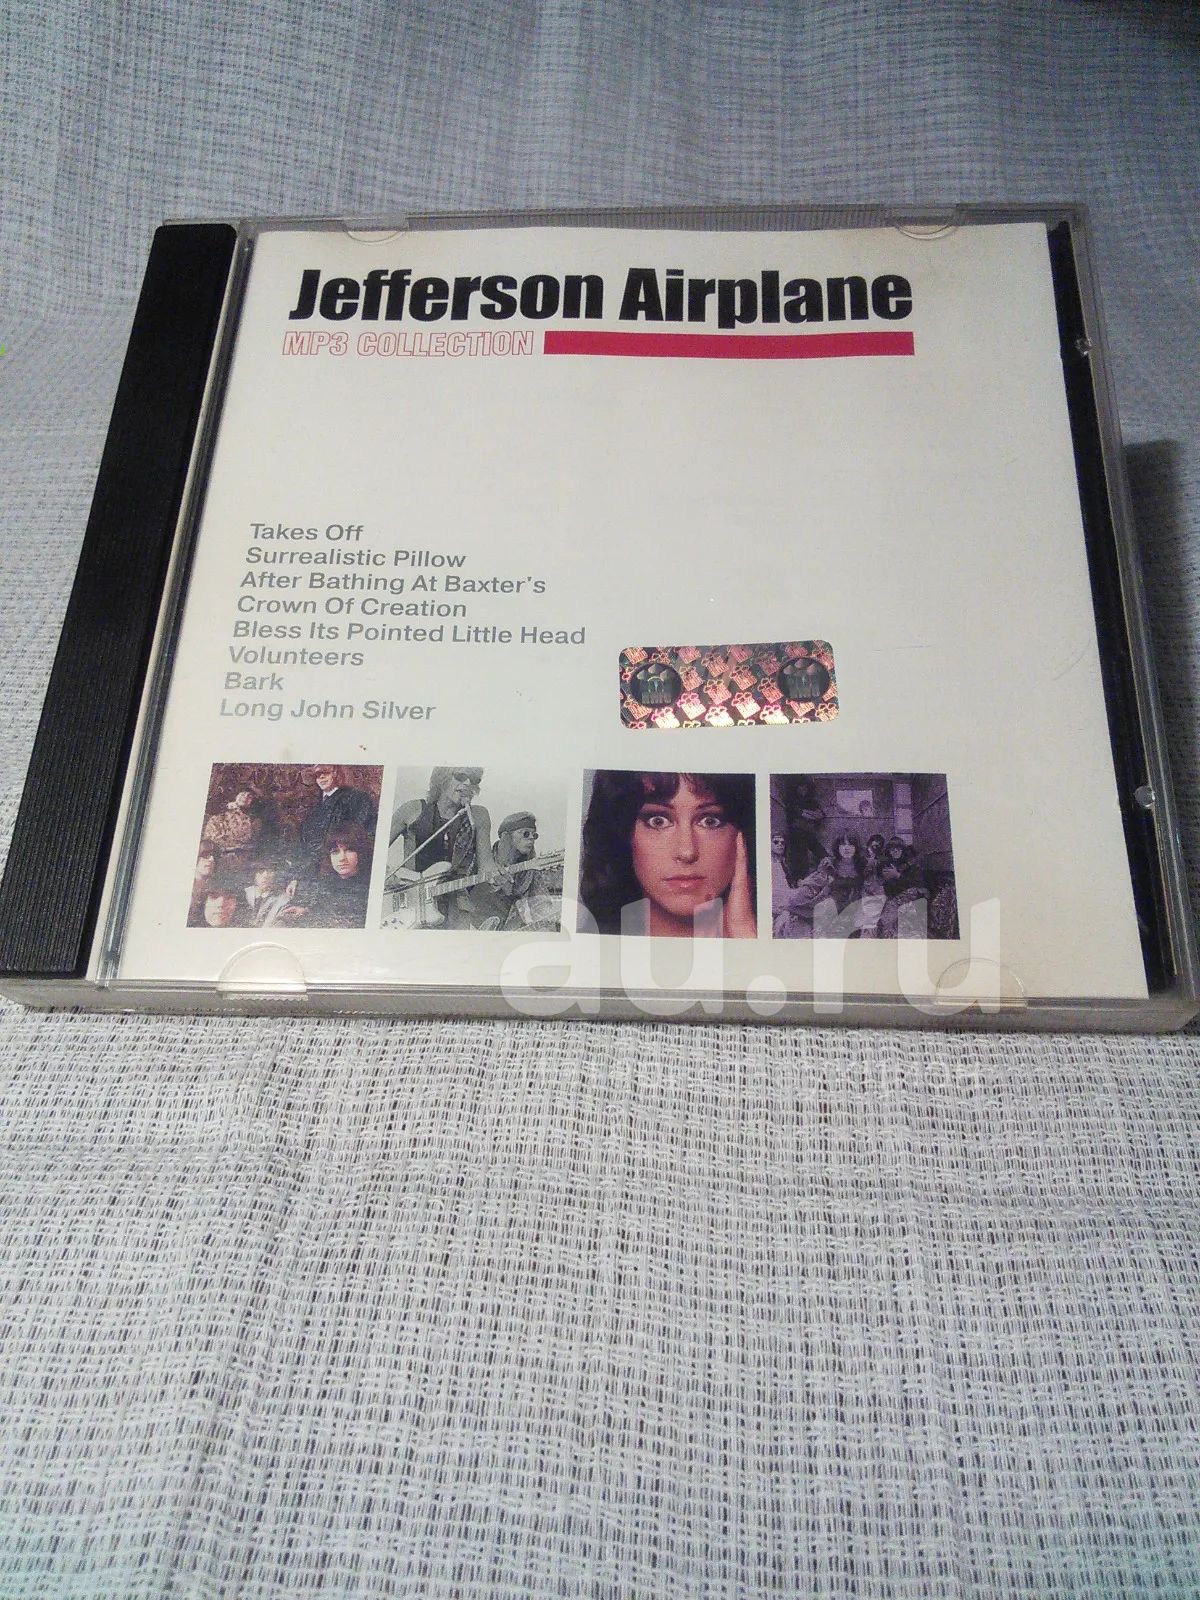 Jefferson Airplane
MP3 COLLECTION
Takes Off
Surrealistic Pillow
After Bathing At Baxter's
Crown Of Creation
Bless Its Pointed Little Head
Volunteers
Bark
Long John Silver
au.ru